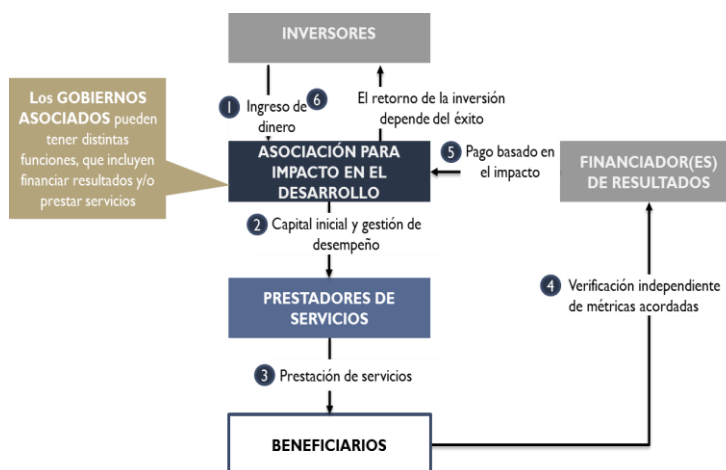 INVERSORES
Los GOBIERNOS
ASOCIADOS pueden
tener distintas
funciones, que incluyen
financiar resultados y/o
prestar servicios
1 Ingreso de
dinero
6
El retorno de la inversión
depende del éxito
ASOCIACIÓN PARA
IMPACTO EN EL
DESARROLLO
5 Pago basado en
el impacto
FINANCIADOR(ES)
DE RESULTADOS
2 Capital inicial y gestión de
desempeño
PRESTADORES DE
SERVICIOS
4 Verificación independiente
de métricas acordadas
3 Prestación de servicios
BENEFICIARIOS